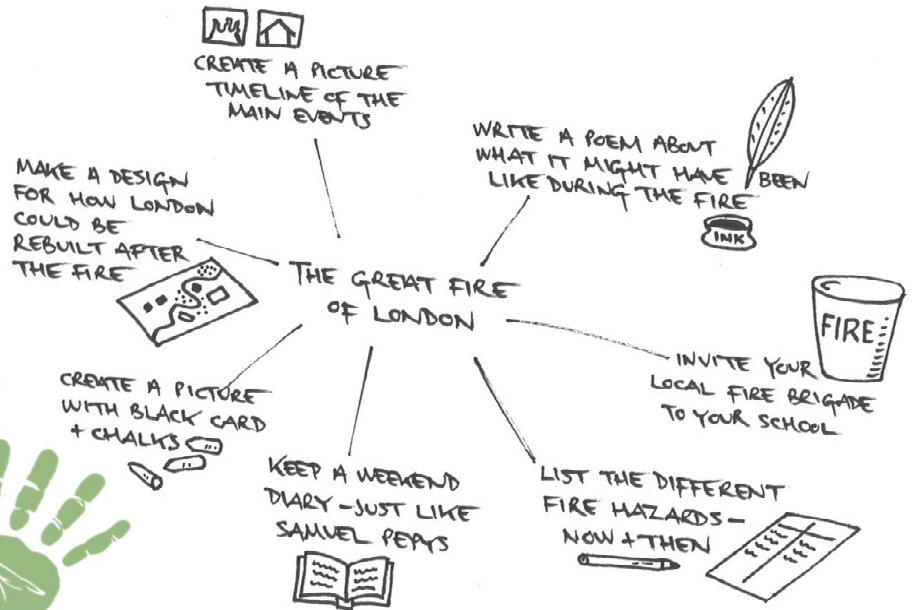 CREATE A PICTURE
TIMELINE OF THE
MAIN EVENTS
WRITE A POEM ABOUT
WHAT IT MIGHT HAVE BEEN
LIKE DURING THE FIRE
INK
MAKE A DESIGN
FOR HOW LONDON
COULD BE
REBUILT AFTER
THE FIRE
THE GREAT FIRE
OF LONDON
FIRE
INVITE YOUR
LOCAL FIRE BRIGADE
TO YOUR SCHOOL
CREATE A PICTURE
WITH BLACK CARD
+ CHALKS
KEEP A WEEKEND
DIARY - JUST LIKE
SAMUEL PEPYS
LIST THE DIFFERENT
FIRE HAZARDS -
NOW + THEN